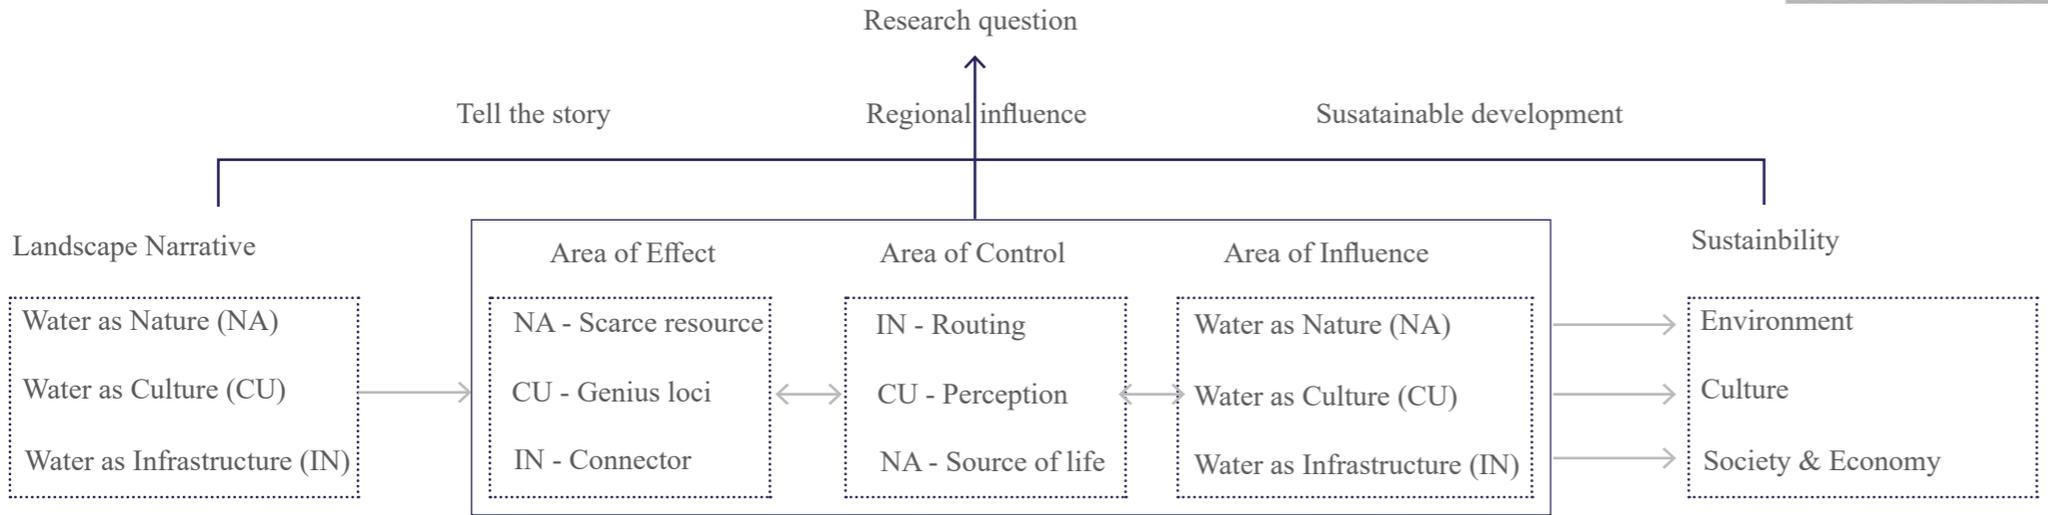 Research question
Tell the story
Regional influence
Susatainable development
Landscape Narrative
Water as Nature (NA)
Water as Culture (CU)
Water as Infrastructure (IN)
Area of Effect
NA - Scarce resource
CU - Genius loci
IN - Connector
Area of Control
IN - Routing
CU - Perception
NA - Source of life
Area of Influence
Water as Nature (NA)
Water as Culture (CU)
Water as Infrastructure (IN)
Sustainbility
Environment
Culture
Society & Economy